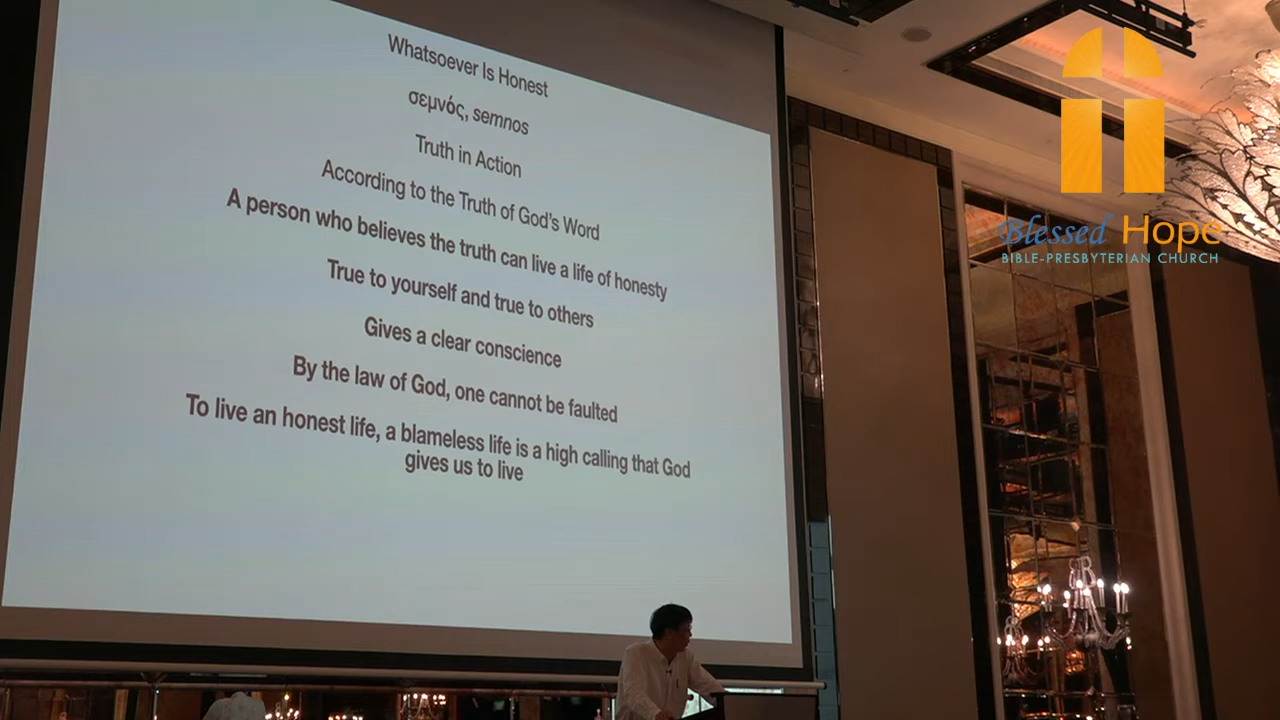 Whatsoever Is Honest
σεμνός, semnos
Truth in Action
According to the Truth of God's Word
A person who believes the truth can live a life of honesty
True to yourself and true to others
Gives a clear conscience
By the law of God, one cannot be faulted
To live an honest life, a blameless life is a high calling that God
gives us to live
Blessed Hope
BIBLE-PRESBYTERIAN CHURCH